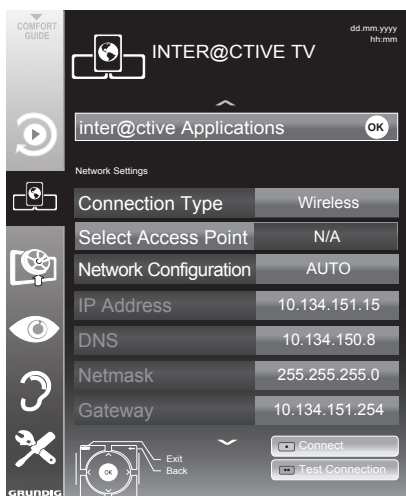 COMFORT
GUIDE
INTER@CTIVE TV
dd.mm.yyyy
hh:mm
inter@ctive Applications OK
Network Settings
Connection Type Wireless
Select Access Point N/A
Network Configuration AUTO
IP Address 10.134.151.15
DNS 10.134.150.8
Netmask 255.255.255.0
Gateway 10.134.151.254
Exit
Back
OK
Connect
Test Connection
GRUNDIG